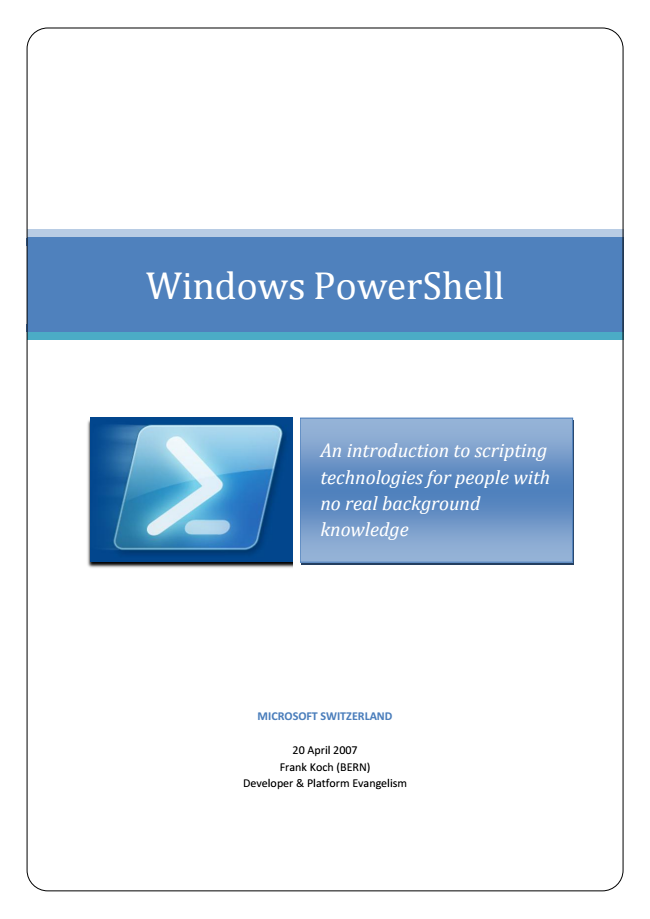 Windows PowerShell
An introduction to scripting
technologies for people with
no real background
knowledge
MICROSOFT SWITZERLAND
20 April 2007
Frank Koch (BERN)
Developer & Platform Evangelism